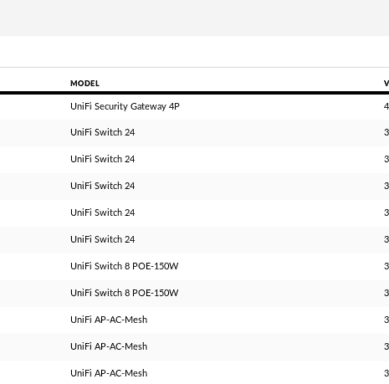 MODEL V
UniFi Security Gateway 4P 4
UniFi Switch 24 3
UniFi Switch 24 3
UniFi Switch 24 3
UniFi Switch 24 3
UniFi Switch 24 3
UniFi Switch 8 POE-150W 3
UniFi Switch 8 POE-150W 3
UniFi AP-AC-Mesh 3
UniFi AP-AC-Mesh 3
UniFi AP-AC-Mesh 3